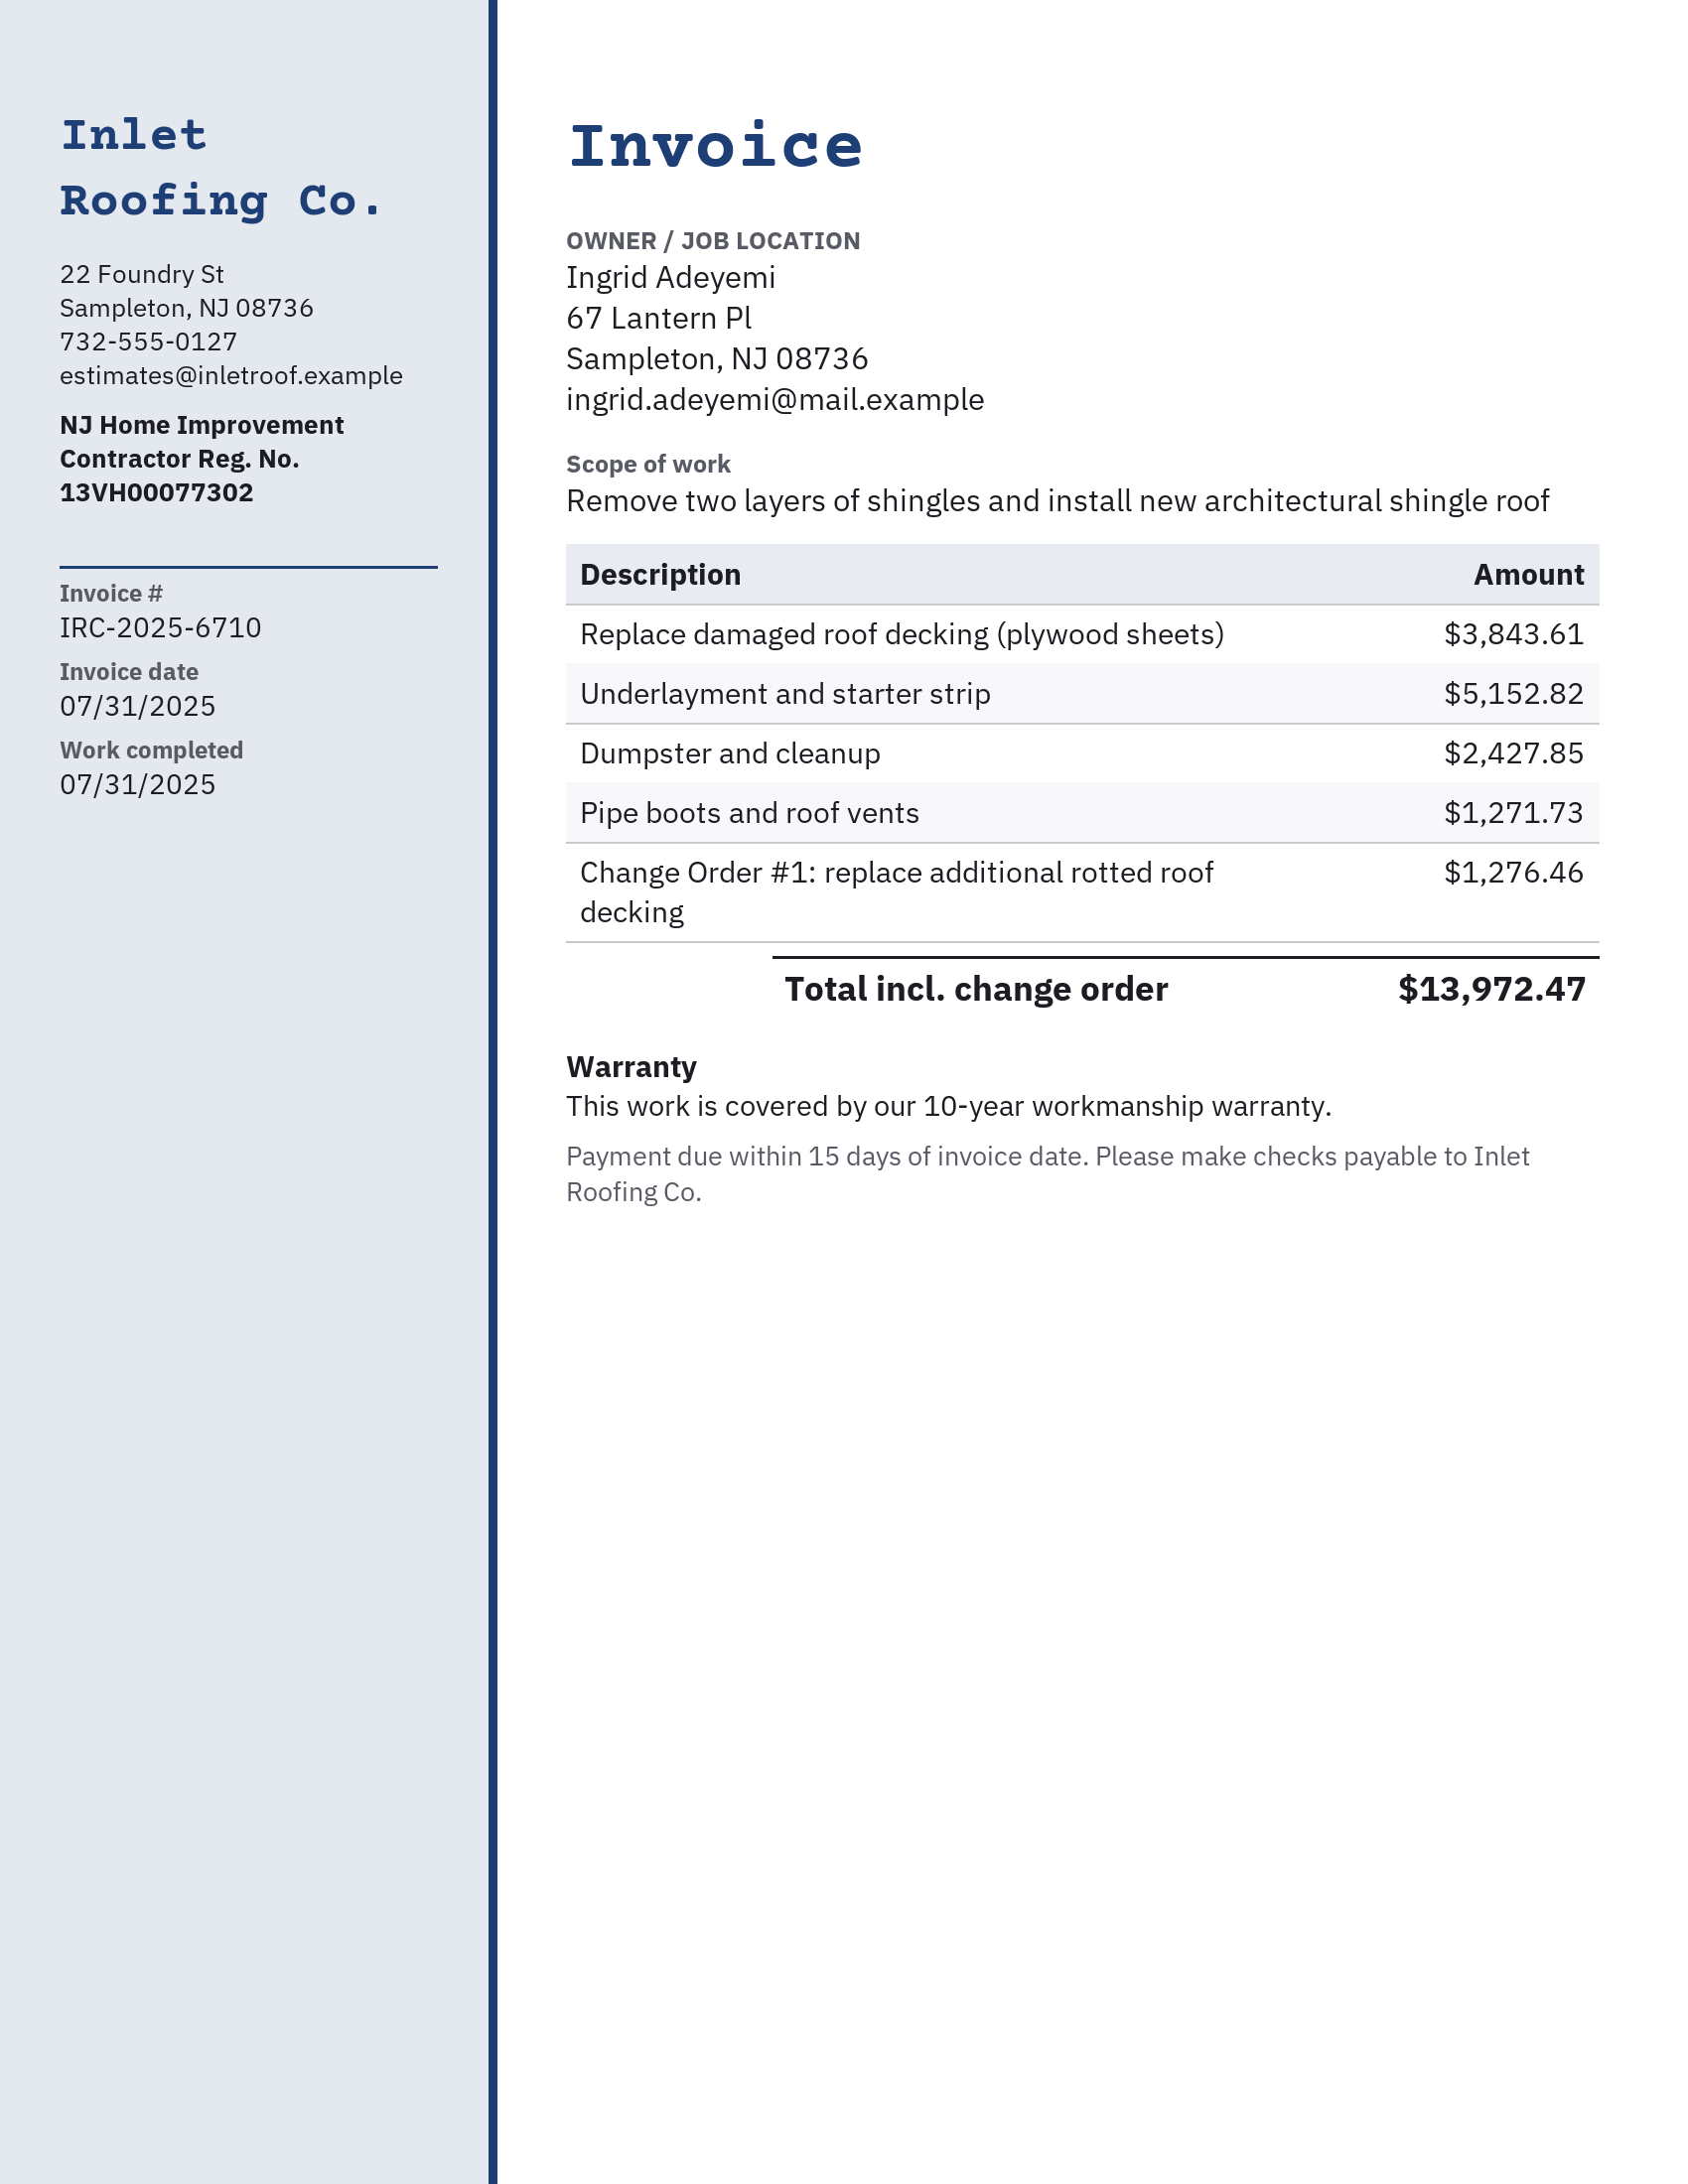 Inlet
Roofing Co.
22 Foundry St
Sampleton, NJ 08736
732-555-0127
estimates@inletroof.example
NJ Home Improvement
Contractor Reg. No.
13VH00077302
Invoice #
IRC-2025-6710
Invoice date
07/31/2025
Work completed
07/31/2025
Invoice
OWNER / JOB LOCATION
Ingrid Adeyemi
67 Lantern Pl
Sampleton, NJ 08736
ingrid.adeyemi@mail.example
Scope of work
Remove two layers of shingles and install new architectural shingle roof
Description Amount
Replace damaged roof decking (plywood sheets) $3,843.61
Underlayment and starter strip $5,152.82
Dumpster and cleanup $2,427.85
Pipe boots and roof vents $1,271.73
Change Order #1: replace additional rotted roof $1,276.46
decking
Total incl. change order $13,972.47
Warranty
This work is covered by our 10-year workmanship warranty.
Payment due within 15 days of invoice date. Please make checks payable to Inlet
Roofing Co.